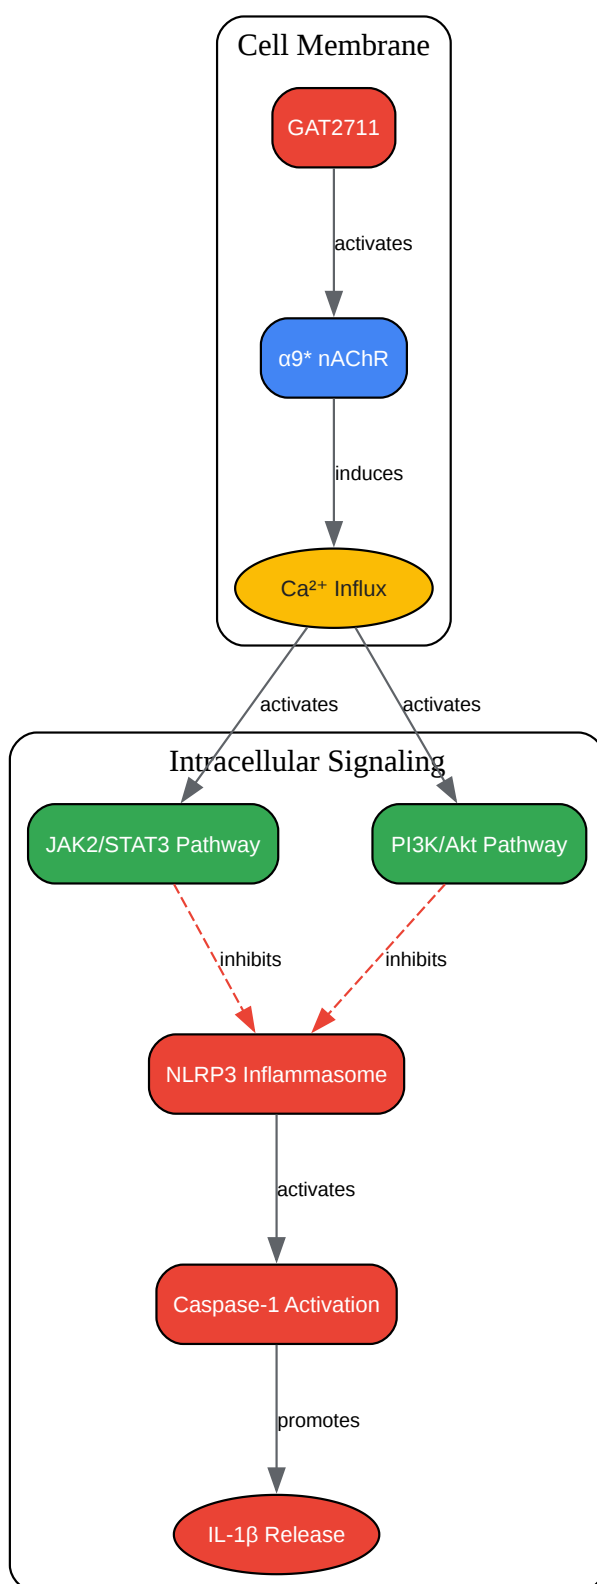 Cell Membrane
GAT2711
activates
α9* nAChR
induces
Ca²⁺ Influx
activates
activates
Intracellular Signaling
JAK2/STAT3 Pathway
PI3K/Akt Pathway
inhibits
inhibits
NLRP3 Inflammasome
activates
Caspase-1 Activation
promotes
IL-1β Release